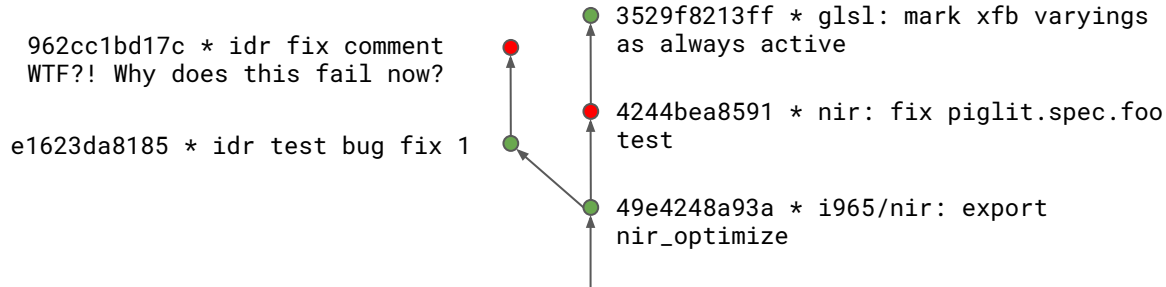 3529f8213ff * glsl: mark xfb varyings
as always active
962cc1bd17c * idr fix comment
WTF?! Why does this fail now?
4244bea8591 * nir: fix piglit.spec.foo
test
e1623da8185 * idr test bug fix 1
49e4248a93a * i965/nir: export
nir_optimize